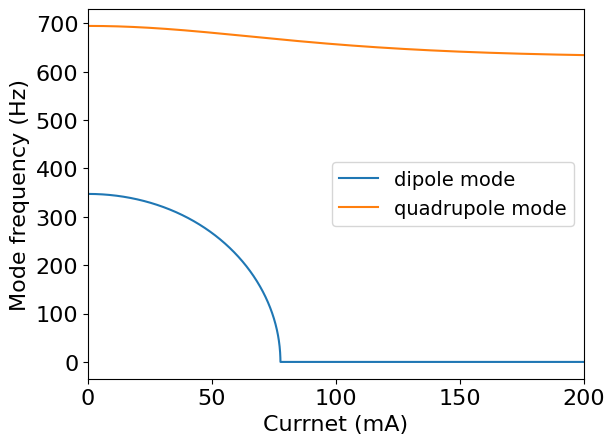 700
600
500
400
300
200
100
0
Mode frequency (Hz)
dipole mode
quadrupole mode
0 50 100 150 200
Currnet (mA)